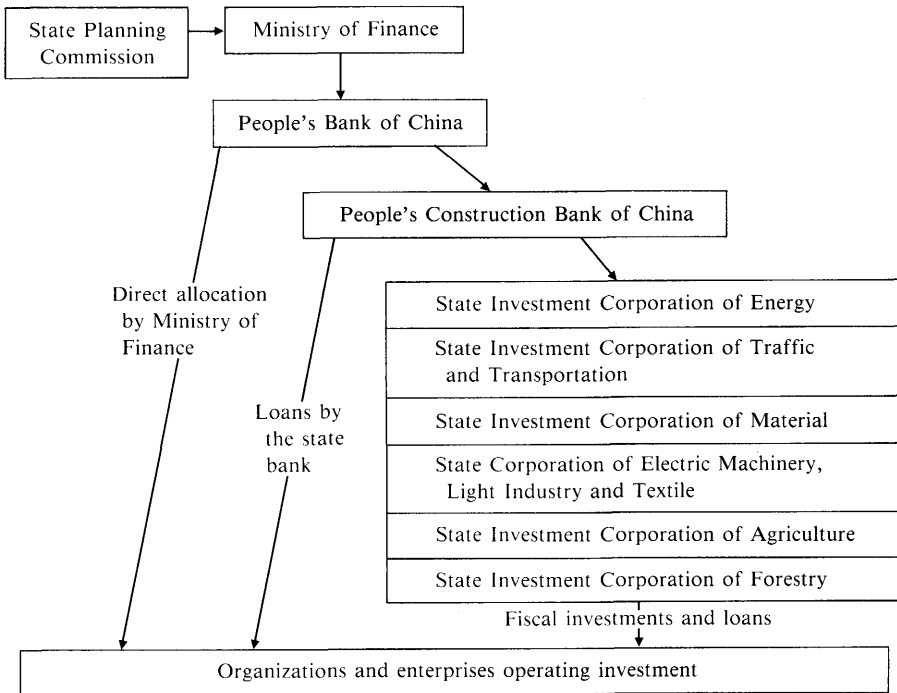 State Planning
Commission
Ministry of Finance
People's Bank of China
People's Construction Bank of China
Direct allocation
by Ministry of
Finance
Loans by
the state
bank
State Investment Corporation of Energy
State Investment Corporation of Traffic
and Transportation
State Investment Corporation of Material
State Corporation of Electric Machinery,
Light Industry and Textile
State Investment Corporation of Agriculture
State Investment Corporation of Forestry
Fiscal investments and loans
Organizations and enterprises operating investment